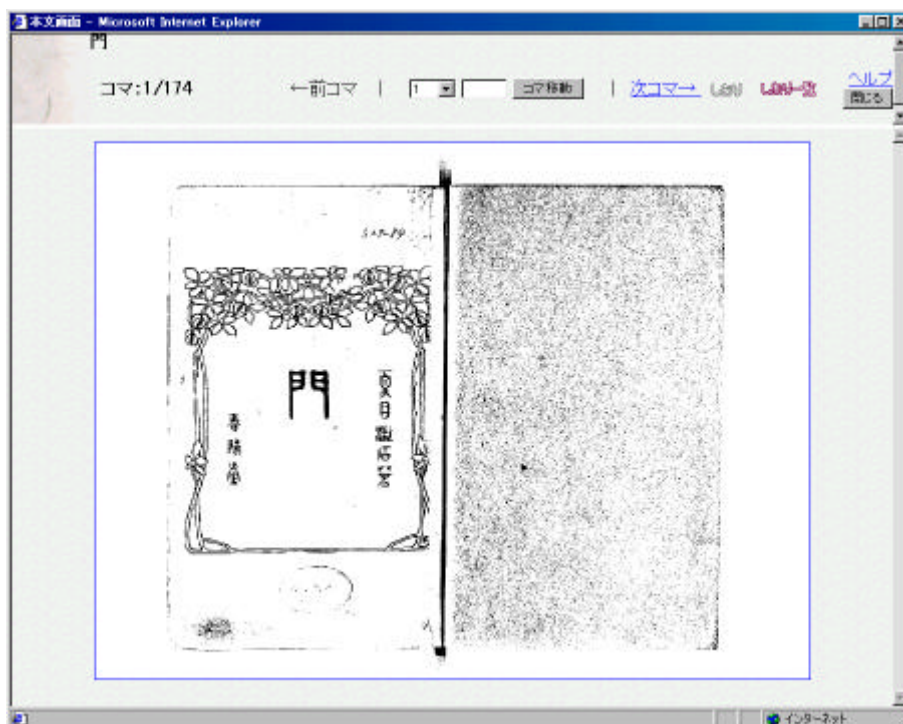 本文画面 - Microsoft Internet Explorer
門
コマ:1/174
←前コマ | 1 コマ移動 | 次コマ→ しおり しおり一覧 ヘルプ
閉じる
門
夏目漱石著
春陽堂
インターネット